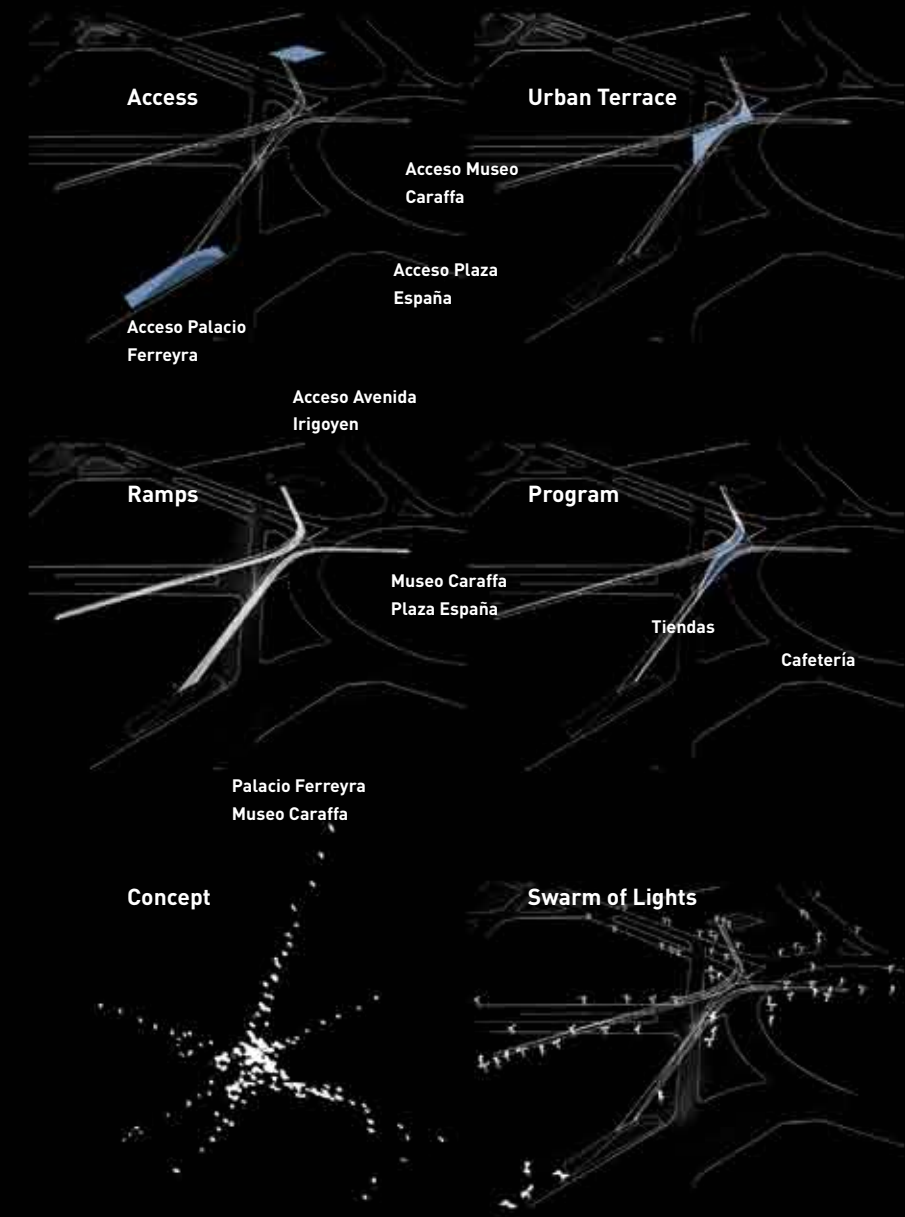 Access
Urban Terrace
Acceso Museo
Caraffa
Acceso Plaza
España
Acceso Palacio
Ferreyra
Acceso Avenida
Irigoyen
Ramps
Program
Museo Caraffa
Plaza España
Tiendas
Cafetería
Palacio Ferreyra
Museo Caraffa
Concept
Swarm of Lights